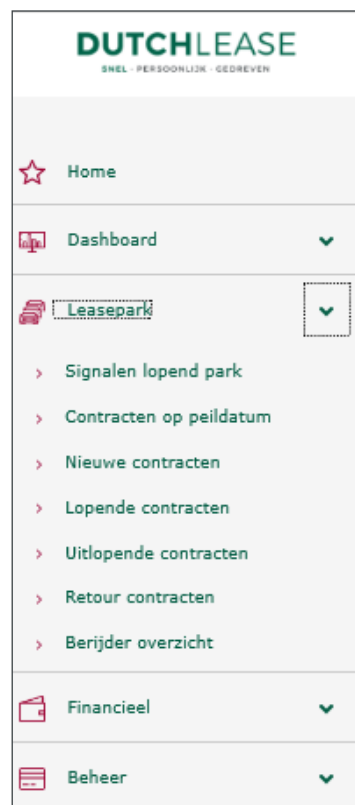 DUTCHLEASE
SNEL - PERSOONLIJK - GEDREVEN
Home
Dashboard
Leasepark
Signalen lopend park
Contracten op peildatum
Nieuwe contracten
Lopende contracten
Uitlopende contracten
Retour contracten
Berijder overzicht
Financieel
Beheer